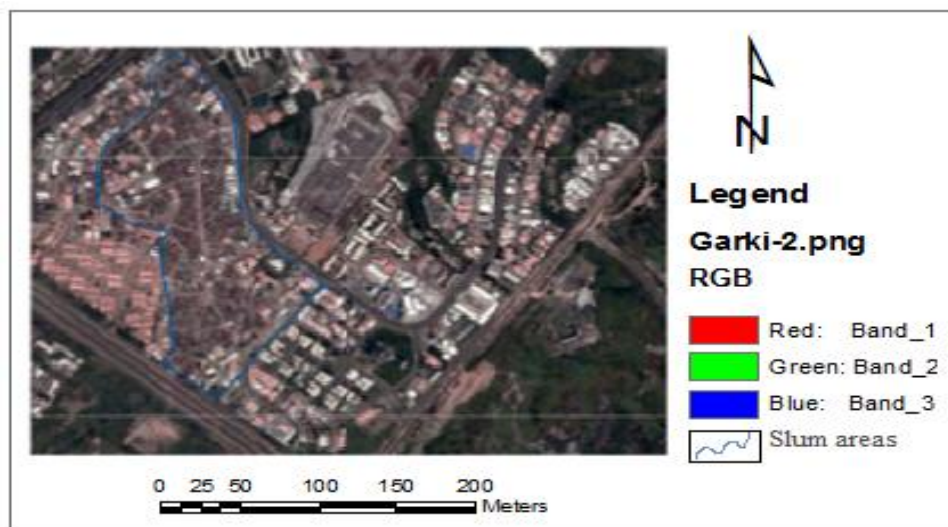 N
Legend
Garki-2.png
RGB
Red: Band_1
Green: Band_2
Blue: Band_3
Slum areas
0 25 50 100 150 200
Meters